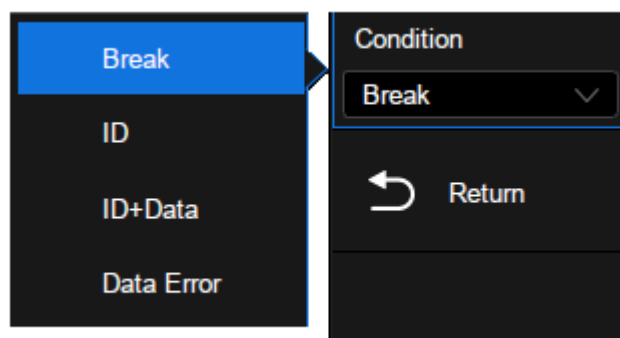 Break
ID
ID+Data
Data Error
Condition
Break
Return